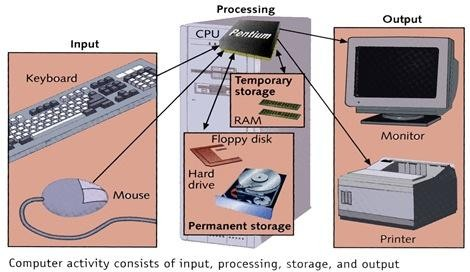 Processing
Input
Output
CPU
Pentium
Keyboard
Mouse
Temporary
storage
RAM
Floppy disk
Hard
drive
Permanent storage
Monitor
Printer
Computer activity consists of input, processing, storage, and output